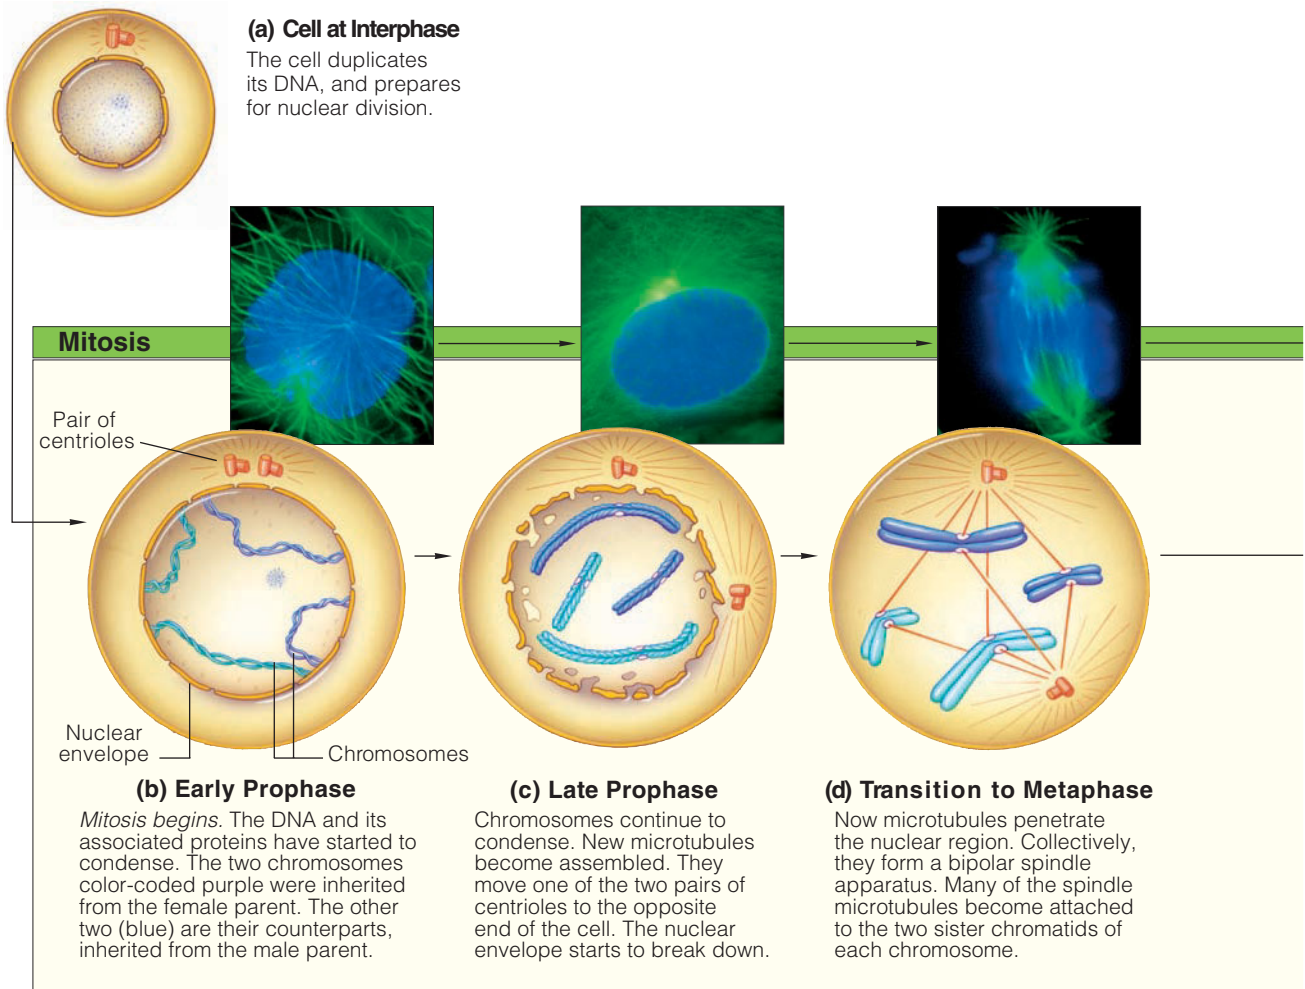 (a) Cell at Interphase
The cell duplicates
its DNA, and prepares
for nuclear division.
Mitosis
Pair of
centrioles
Nuclear
envelope
Chromosomes
(b) Early Prophase
Mitosis begins. The DNA and its
associated proteins have started to
condense. The two chromosomes
color-coded purple were inherited
from the female parent. The other
two (blue) are their counterparts,
inherited from the male parent.
(c) Late Prophase
Chromosomes continue to
condense. New microtubules
become assembled. They
move one of the two pairs of
centrioles to the opposite
end of the cell. The nuclear
envelope starts to break down.
(d) Transition to Metaphase
Now microtubules penetrate
the nuclear region. Collectively,
they form a bipolar spindle
apparatus. Many of the spindle
microtubules become attached
to the two sister chromatids of
each chromosome.